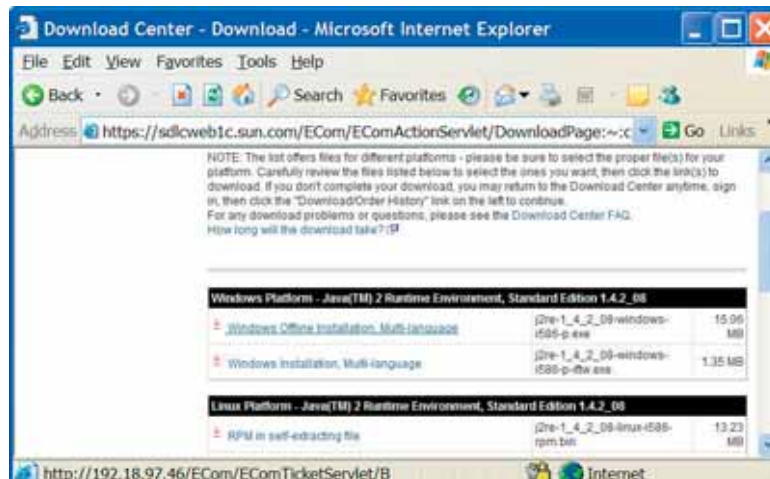 Download Center - Download - Microsoft Internet Explorer
File Edit View Favorites Tools Help
Back Search Favorites
Address https://sdlcweb1c.sun.com/ECom/EComActionServlet/DownloadPage:~:c Go Links
NOTE: The list offers files for different platforms - please be sure to select the proper file(s) for your
platform. Carefully review the files listed below to select the ones you want, then click the link(s) to
download. If you don't complete your download, you may return to the Download Center anytime, sign
in, then click the "Download/Order History" link on the left to continue.
For any download problems or questions, please see the Download Center FAQ.
How long will the download take?
Windows Platform - Java(TM) 2 Runtime Environment, Standard Edition 1.4.2_08
Windows Offline Installation, Multi-language j2re-1_4_2_08-windows- 15.96
i586-p.exe MB
Windows Installation, Multi-language j2re-1_4_2_08-windows- 1.35 MB
i586-p-iftw.exe
Linux Platform - Java(TM) 2 Runtime Environment, Standard Edition 1.4.2_08
RPM in self-extracting file j2re-1_4_2_08-linux-i586- 13.23
rpm.bin MB
http://192.18.97.46/ECom/EComTicketServlet/B Internet